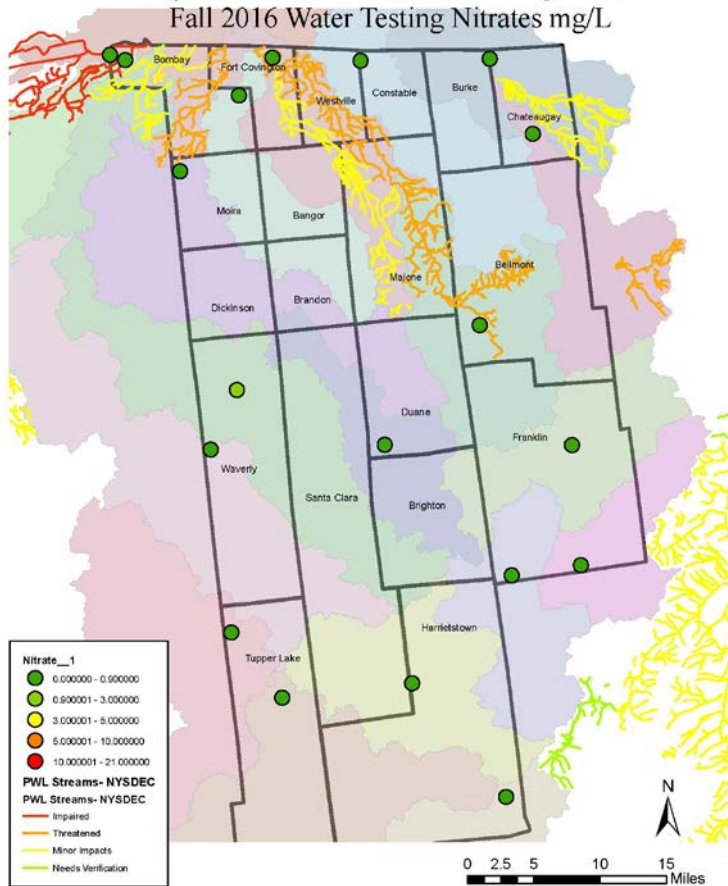 Fall 2016 Water Testing Nitrates mg/L
Bombay
Fort Covington
Westville
Constable
Burke
Chateaugay
Moira
Bangor
Malone
Bellmont
Dickinson
Brandon
Duane
Franklin
Waverly
Santa Clara
Brighton
Harrietstown
Tupper Lake
Nitrate__1
0.000000 - 0.900000
0.900001 - 3.000000
3.000001 - 5.000000
5.000001 - 10.000000
10.000001 - 21.000000
PWL Streams- NYSDEC
PWL Streams- NYSDEC
Impaired
Threatened
Minor Impacts
Needs Verification
N
0 2.5 5 10 15
Miles